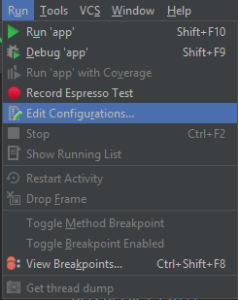 Run Tools VCS Window Help
Run 'app' Shift+F10
Debug 'app' Shift+F9
Run 'app' with Coverage
Record Espresso Test
Edit Configurations...
Stop Ctrl+F2
Show Running List
Restart Activity
Drop Frame
Toggle Method Breakpoint
Toggle Breakpoint Enabled
View Breakpoints... Ctrl+Shift+F8
Get thread dump